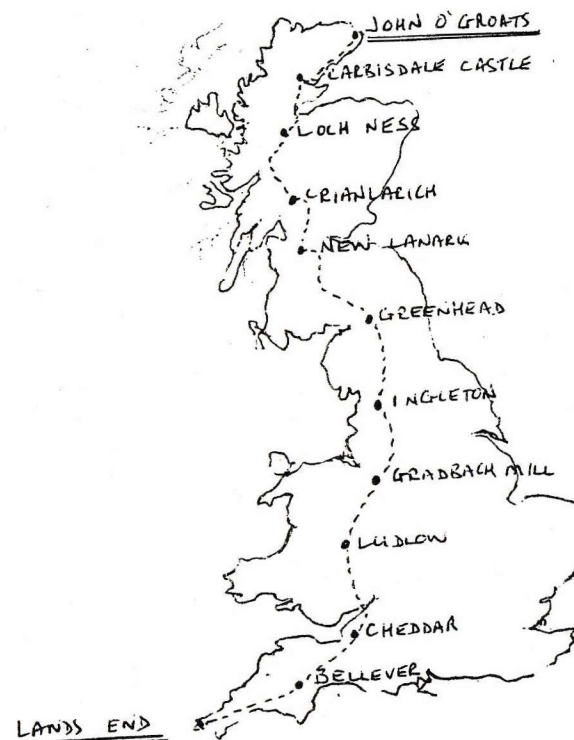 JOHN O'GROATS
CARBISDALE CASTLE
LOCH NESS
CRIANLARICH
NEW LANARK
GREENHEAD
INGLETON
GRADBACH MILL
LUDLOW
CHEDDAR
BELLEVER
LANDS END